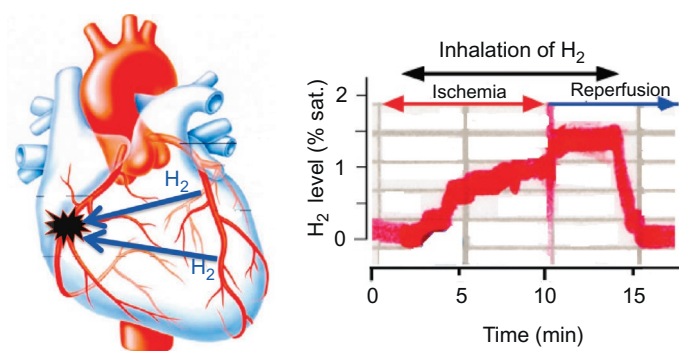 H₂
H₂
Inhalation of H₂
Ischemia
Reperfusion
H₂ level (% sat.)
2
1
0
0 5 10 15
Time (min)